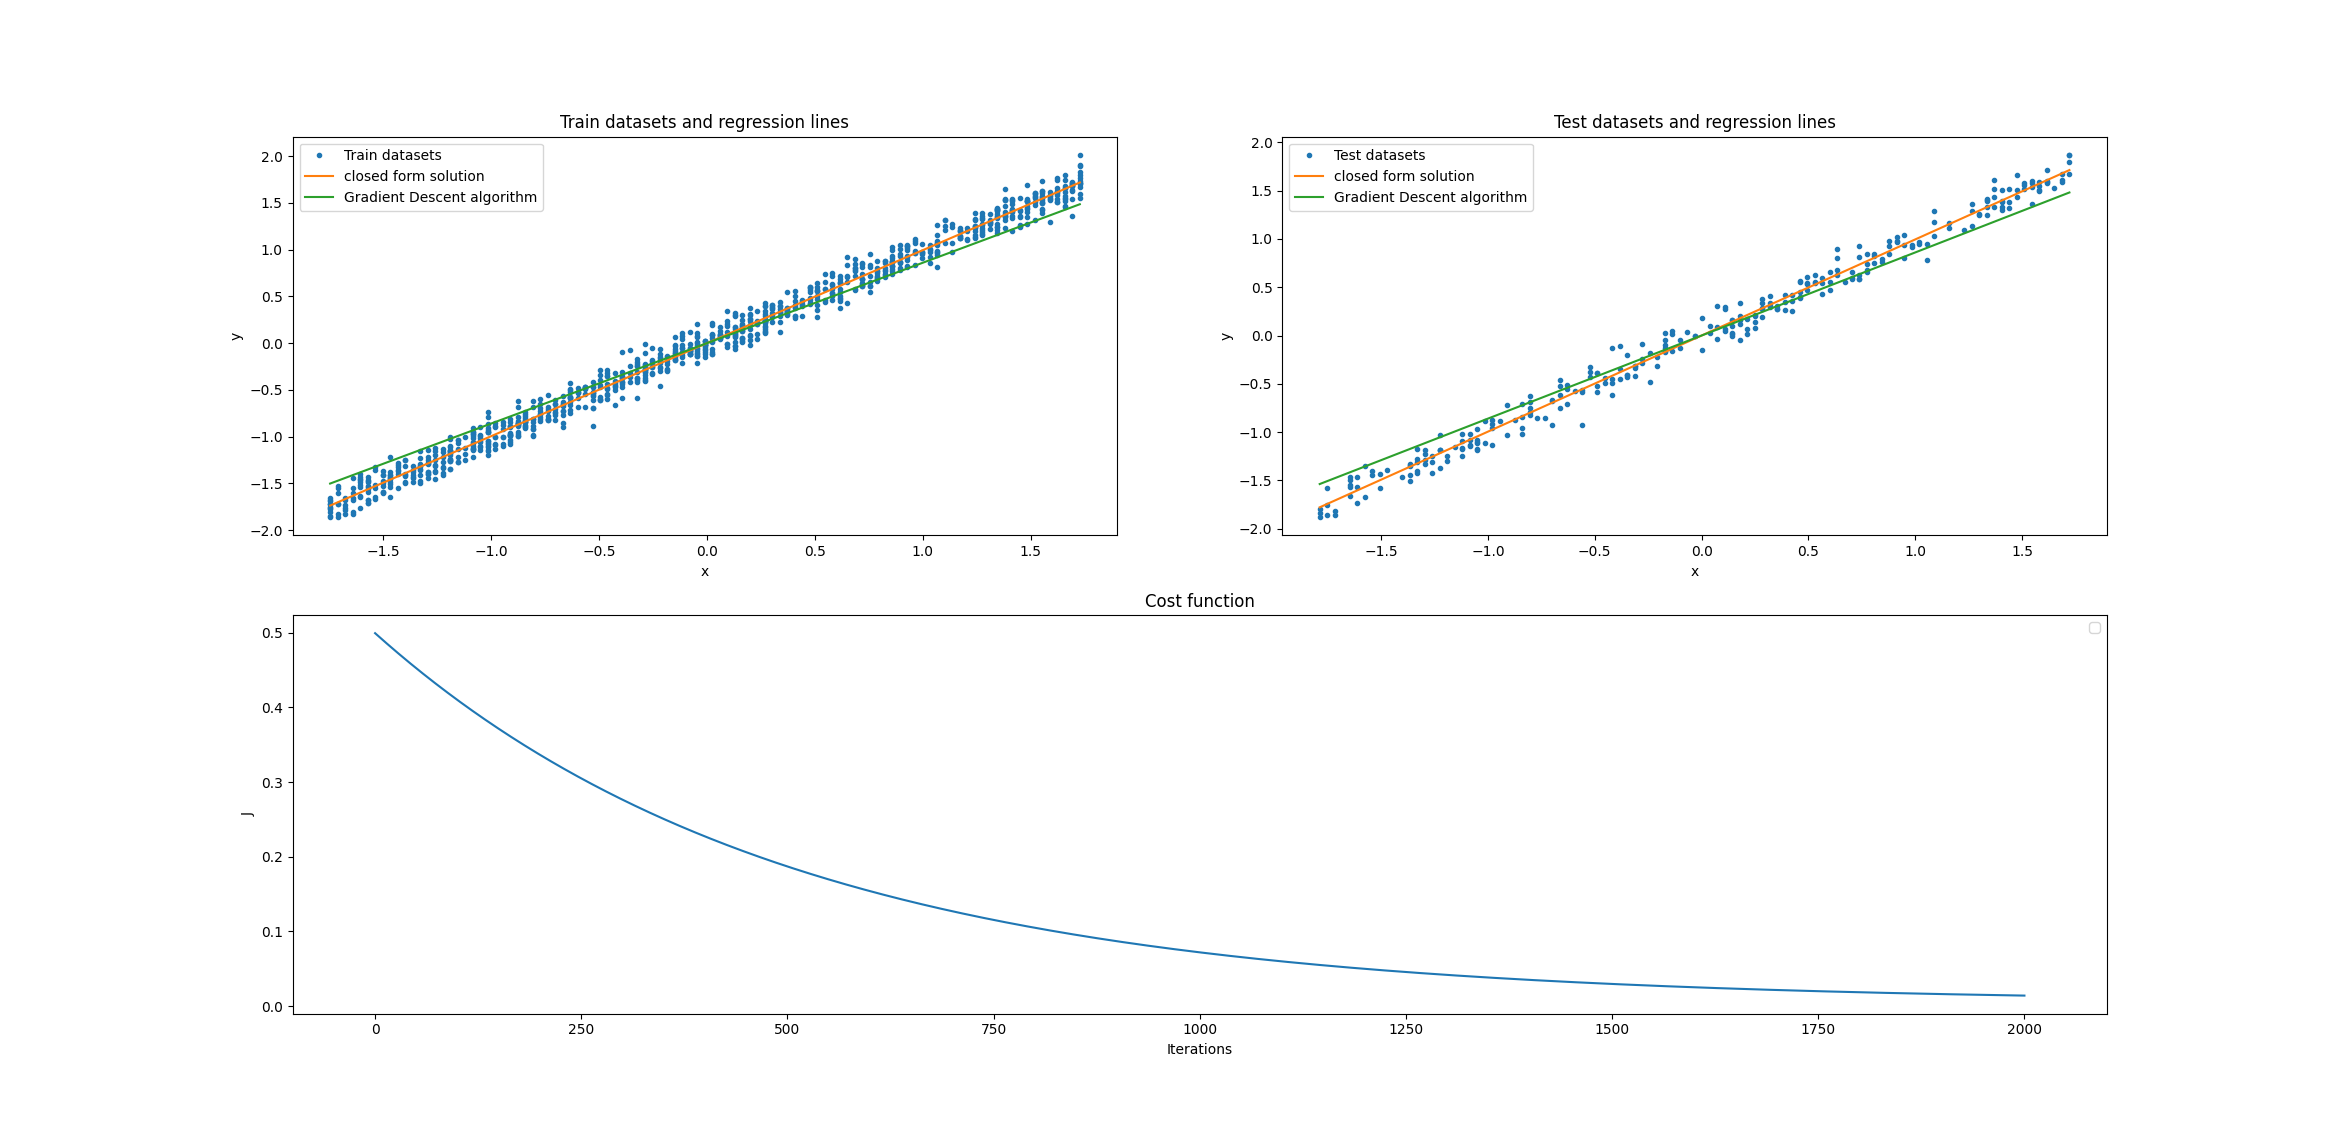 Train datasets and regression lines
Train datasets
closed form solution
Gradient Descent algorithm
2.0
1.5
1.0
0.5
0.0
−0.5
−1.0
−1.5
−2.0
y
−1.5 −1.0 −0.5 0.0 0.5 1.0 1.5
x
Test datasets and regression lines
Test datasets
closed form solution
Gradient Descent algorithm
2.0
1.5
1.0
0.5
0.0
−0.5
−1.0
−1.5
−2.0
y
−1.5 −1.0 −0.5 0.0 0.5 1.0 1.5
x
Cost function
0.5
0.4
0.3
0.2
0.1
0.0
J
0 250 500 750 1000 1250 1500 1750 2000
Iterations